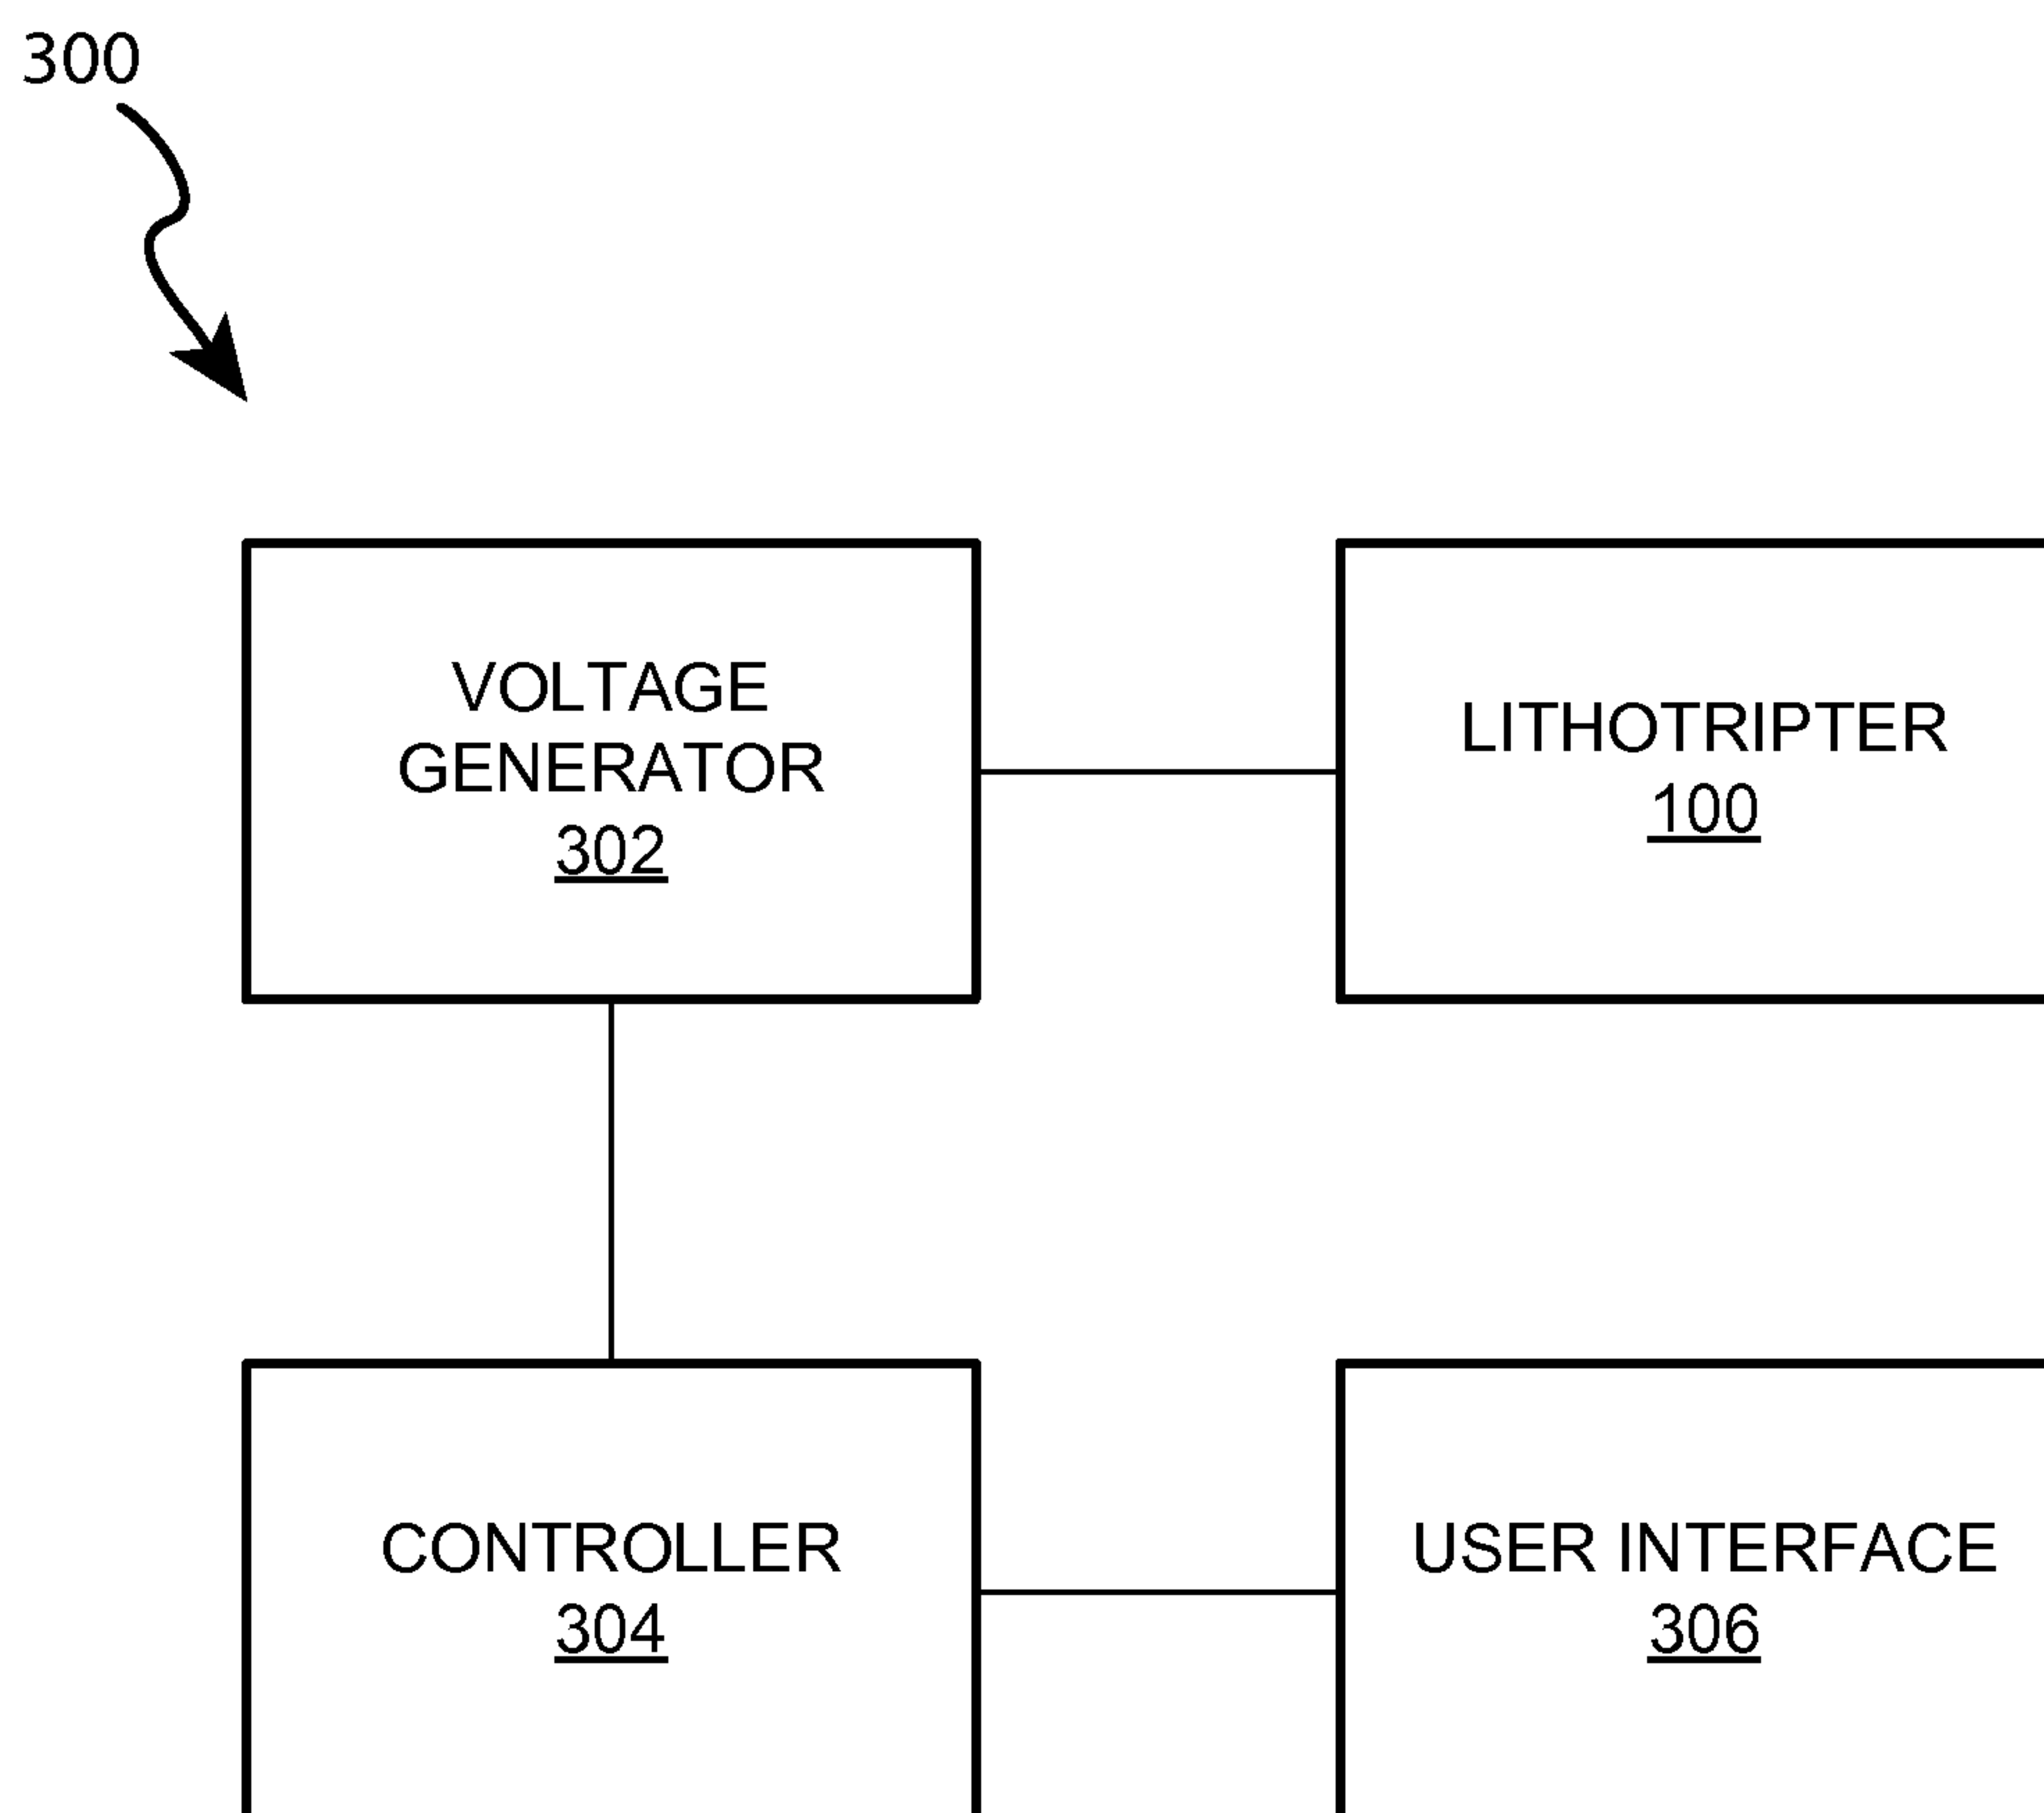 300
VOLTAGE
GENERATOR
302
LITHOTRIPTER
100
CONTROLLER
304
USER INTERFACE
306